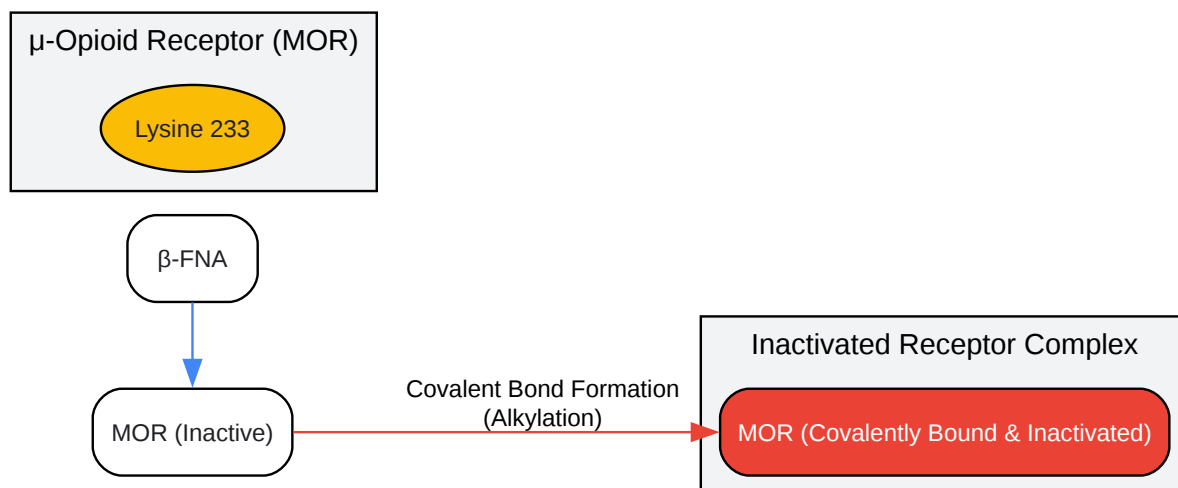 μ-Opioid Receptor (MOR)
Lysine 233
β-FNA
MOR (Inactive)
Covalent Bond Formation
(Alkylation)
Inactivated Receptor Complex
MOR (Covalently Bound & Inactivated)